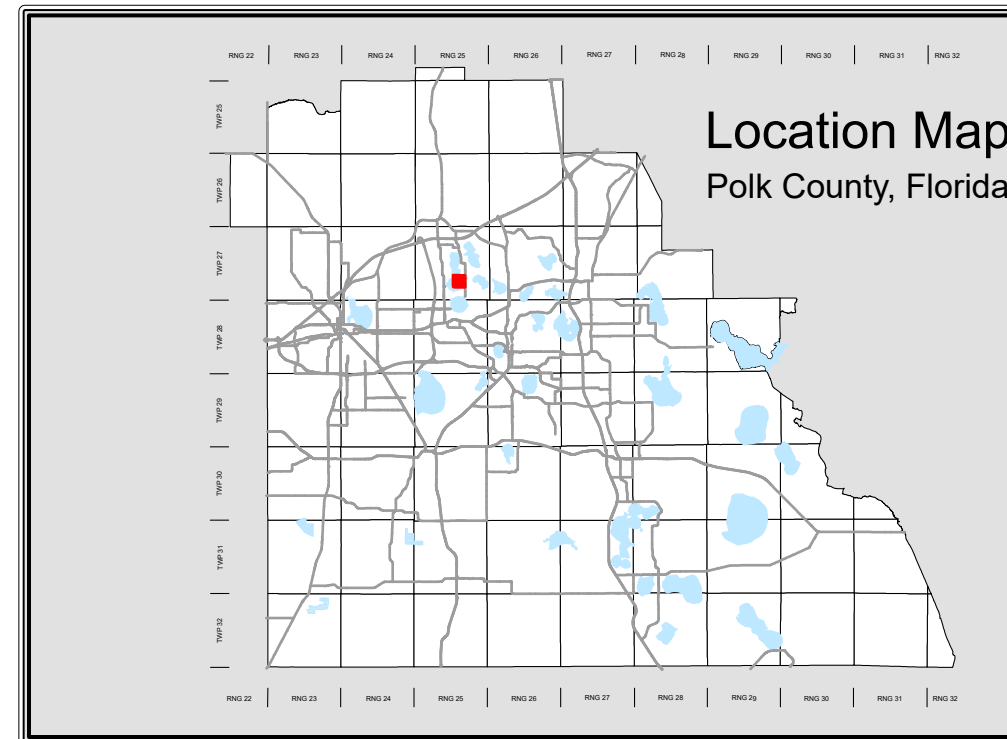 RNG 22 RNG 23 RNG 24 RNG 25 RNG 26 RNG 27 RNG 28 RNG 29 RNG 30 RNG 31 RNG 32
Location Map
Polk County, Florida
TWP 25
TWP 26
TWP 27
TWP 28
TWP 29
TWP 30
TWP 31
TWP 32
RNG 22 RNG 23 RNG 24 RNG 25 RNG 26 RNG 27 RNG 28 RNG 29 RNG 30 RNG 31 RNG 32